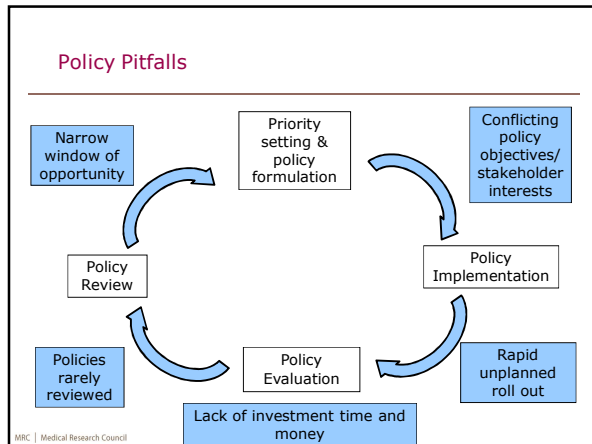 Policy Pitfalls
Narrow
window of
opportunity
Priority
setting &
policy
formulation
Conflicting
policy
objectives/
stakeholder
interests
Policy
Review
Policy
Implementation
Policies
rarely
reviewed
Policy
Evaluation
Rapid
unplanned
roll out
Lack of investment time and
money
MRC | Medical Research Council